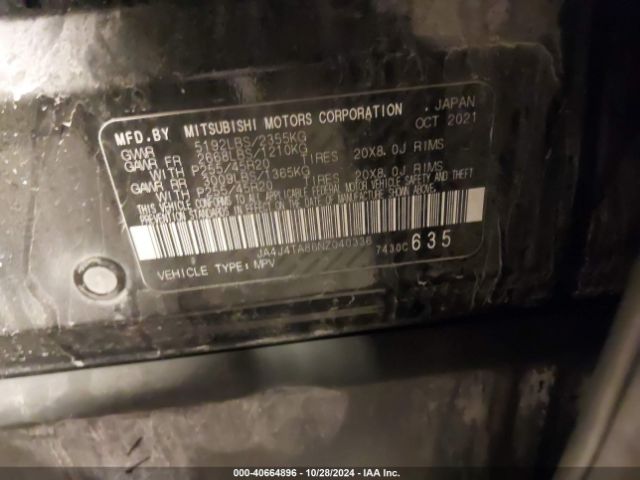 MFD.BY MITSUBISHI MOTORS CORPORATION, JAPAN
GVWR 5192LBS/2355KG OCT 2021
GAWR FR 2668LBS/1210KG
WITH P255/45R20 TIRES 20X8.0J RIMS
GAWR RR 3009LBS/1365KG
WITH P255/45R20 TIRES 20X8.0J RIMS
THIS VEHICLE CONFORMS TO ALL APPLICABLE FEDERAL MOTOR VEHICLE SAFETY AND THEFT
PREVENTION STANDARDS IN EFFECT ON THE DATE OF MANUFACTURE SHOWN ABOVE.
JA4J4TA86NZ040336 7430C 635
VEHICLE TYPE:MPV
000-40664896 | 10/28/2024 | IAA Inc.